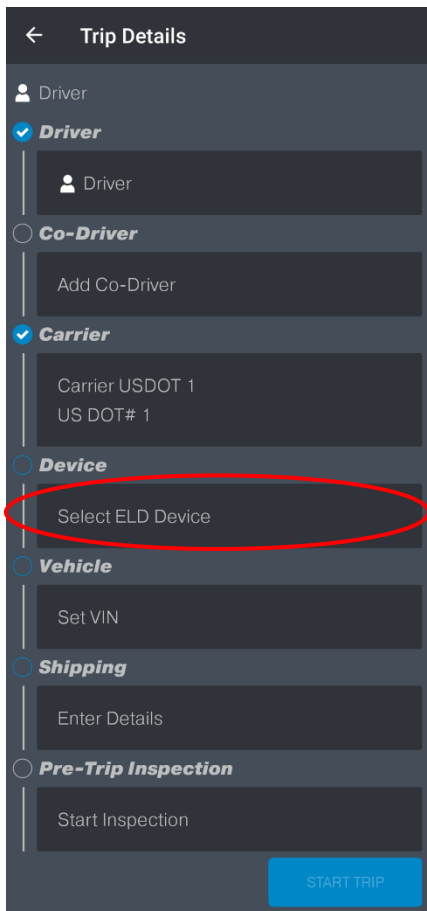 Trip Details
Driver
Driver
Driver
Co-Driver
Add Co-Driver
Carrier
Carrier USDOT 1
US DOT# 1
Device
Select ELD Device
Vehicle
Set VIN
Shipping
Enter Details
Pre-Trip Inspection
Start Inspection
START TRIP